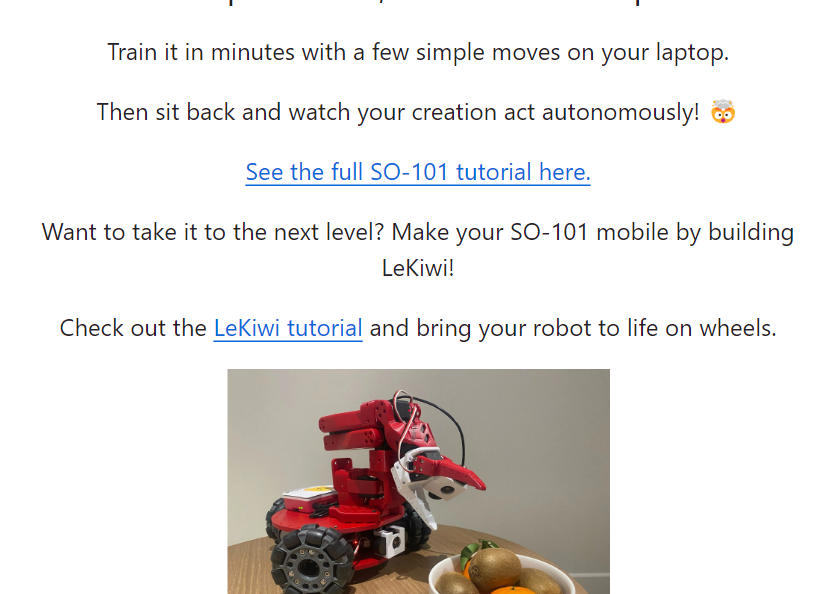 Train it in minutes with a few simple moves on your laptop.
Then sit back and watch your creation act autonomously! 🤯
See the full SO-101 tutorial here.
Want to take it to the next level? Make your SO-101 mobile by building
LeKiwi!
Check out the LeKiwi tutorial and bring your robot to life on wheels.